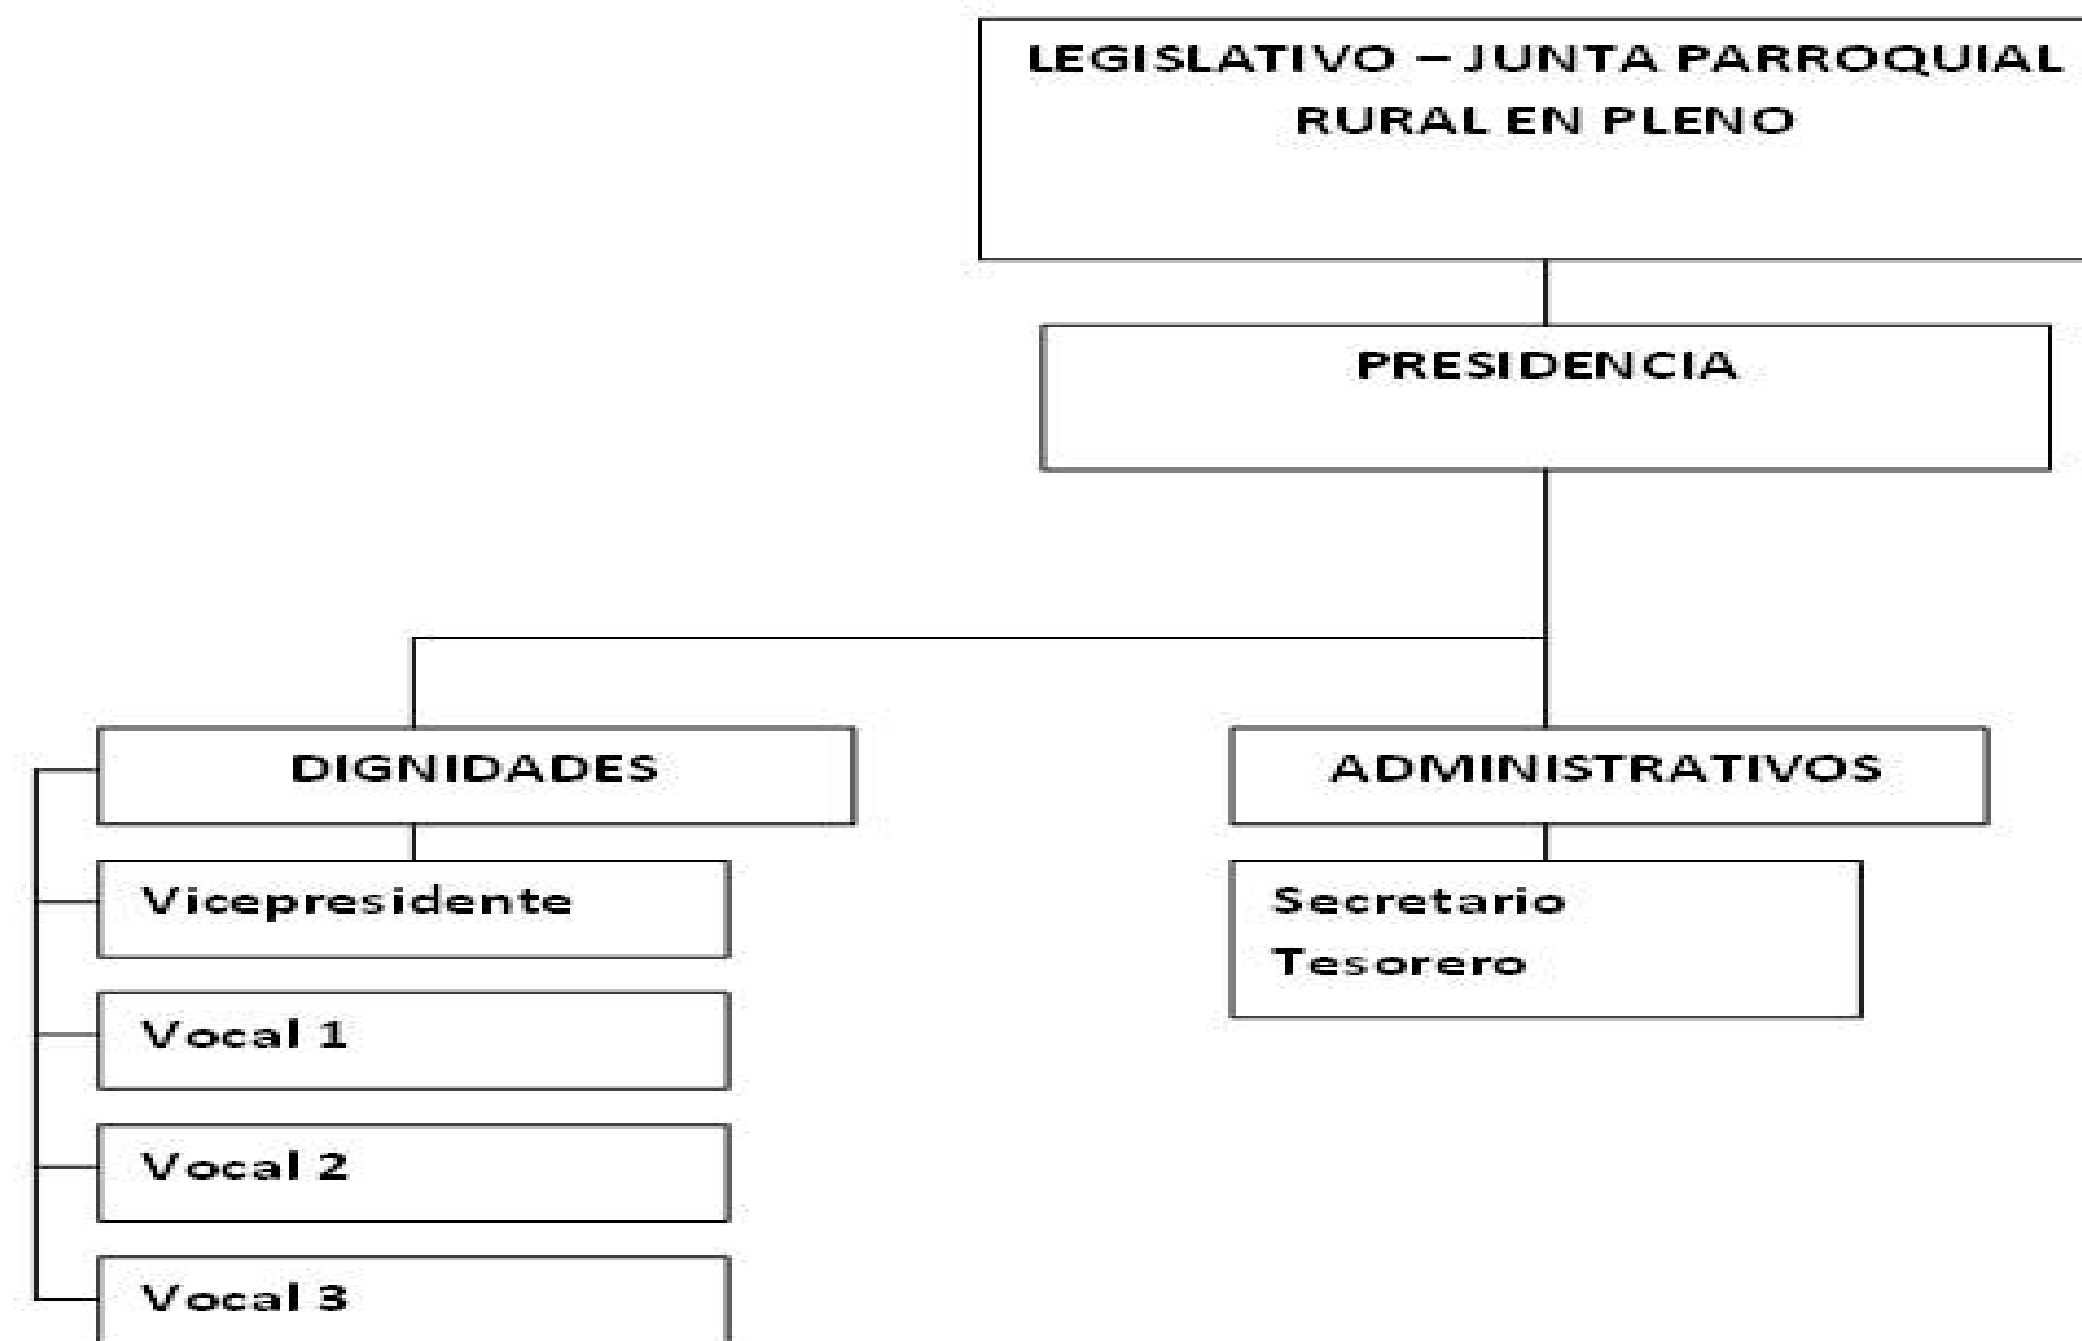 LEGISLATIVO – JUNTA PARROQUIAL
RURAL EN PLENO
PRESIDENCIA
DIGNIDADES
ADMINISTRATIVOS
Vicepresidente
Secretario
Tesorero
Vocal 1
Vocal 2
Vocal 3